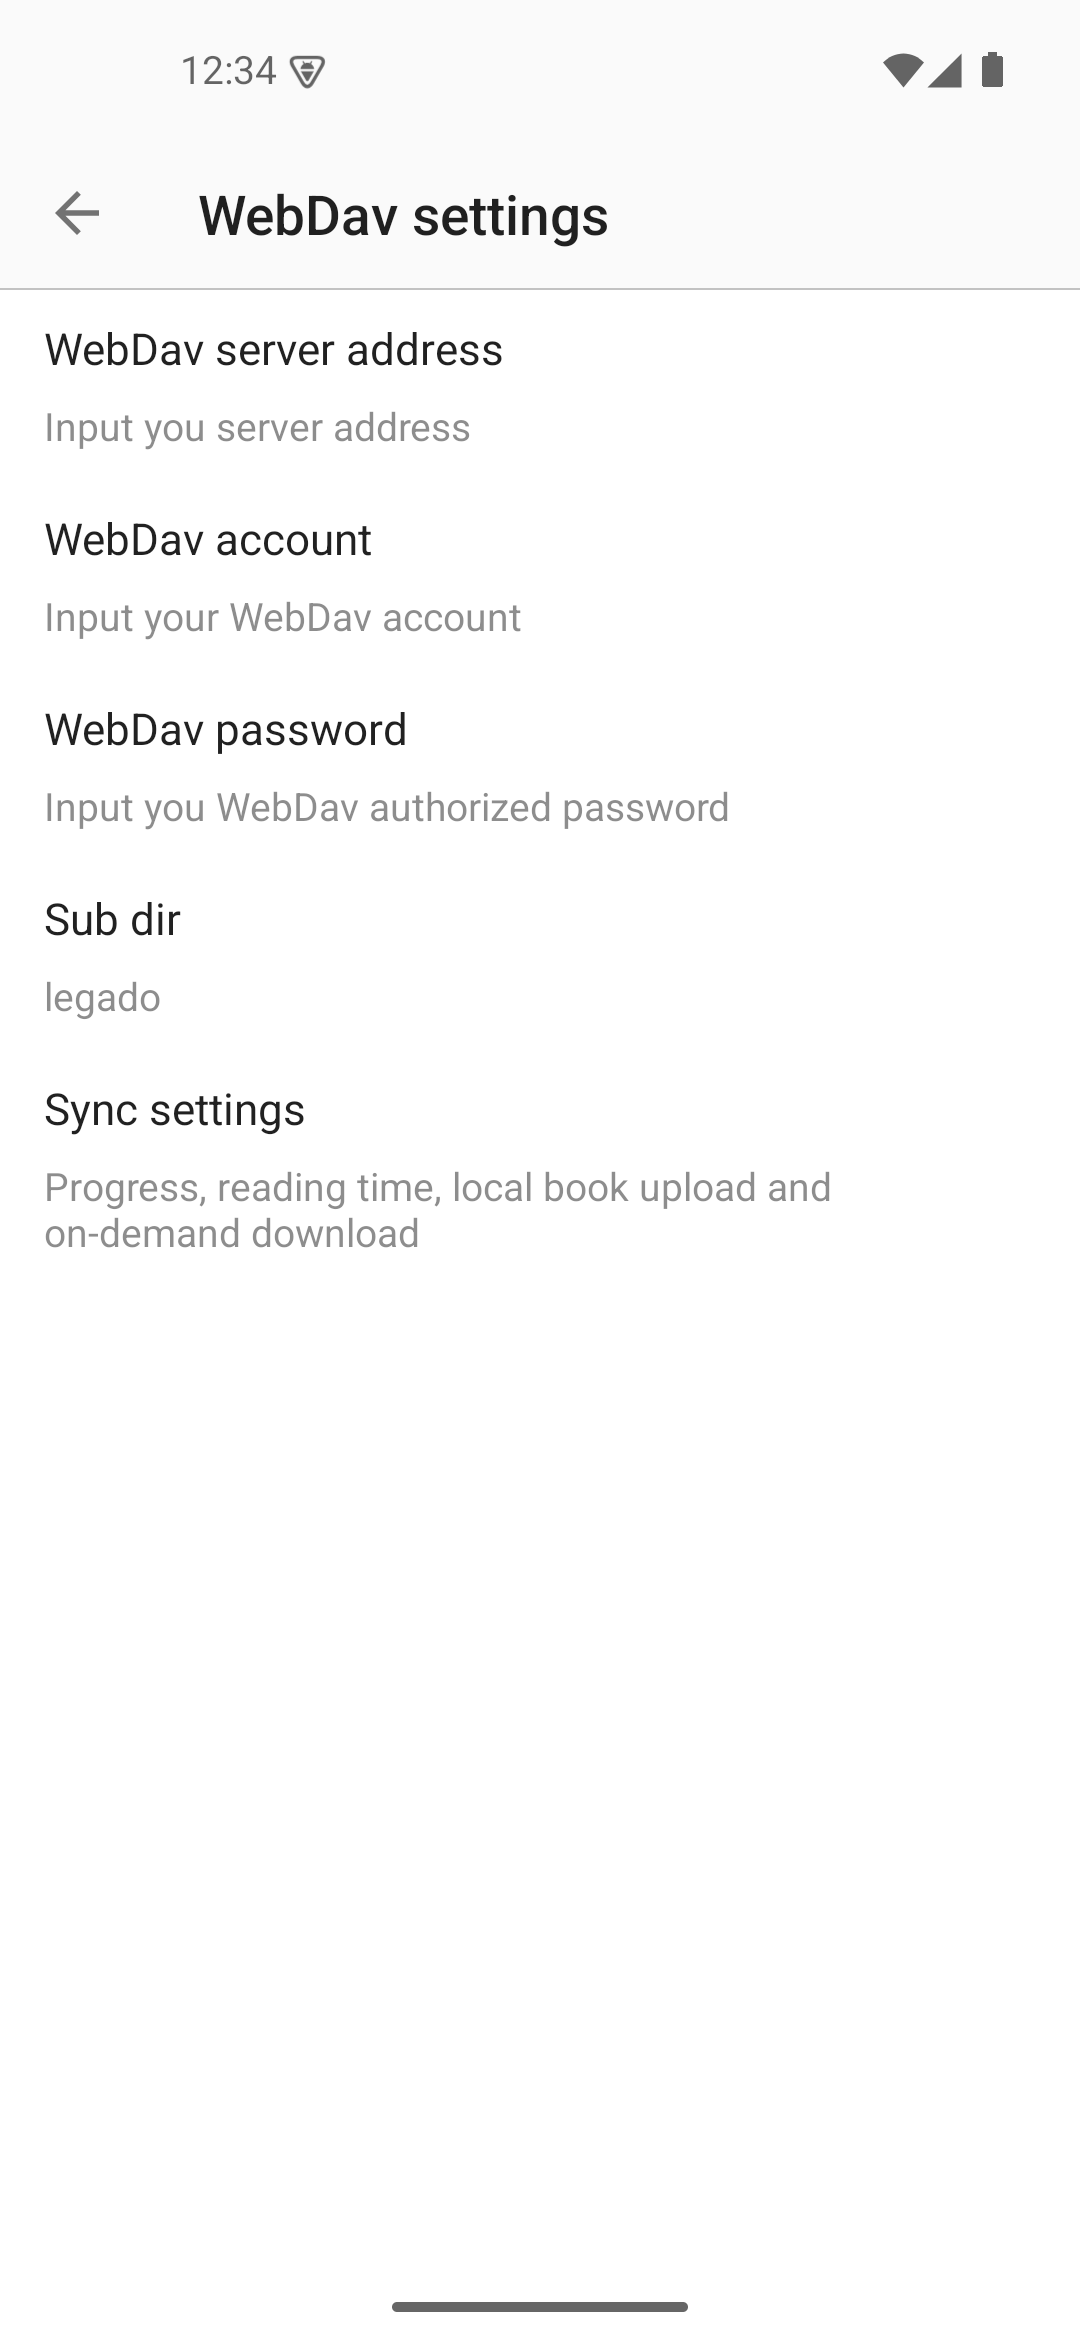 12:34
WebDav settings
WebDav server address
Input you server address
WebDav account
Input your WebDav account
WebDav password
Input you WebDav authorized password
Sub dir
legado
Sync settings
Progress, reading time, local book upload and
on-demand download